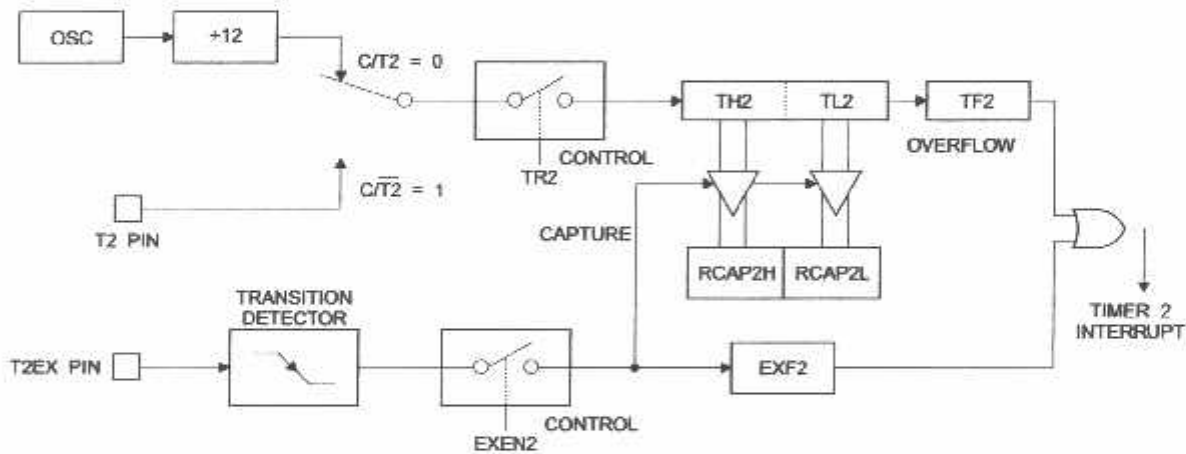 OSC
÷12
C/T2 = 0
TH2
TL2
TF2
OVERFLOW
CONTROL
TR2
C/T2̅ = 1
T2 PIN
CAPTURE
RCAP2H
RCAP2L
TRANSITION
DETECTOR
TIMER 2
INTERRUPT
T2EX PIN
EXF2
CONTROL
EXEN2